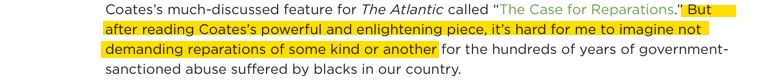 Coates’s much-discussed feature for The Atlantic called “The Case for Reparations.” But
after reading Coates’s powerful and enlightening piece, it’s hard for me to imagine not
demanding reparations of some kind or another for the hundreds of years of government-
sanctioned abuse suffered by blacks in our country.